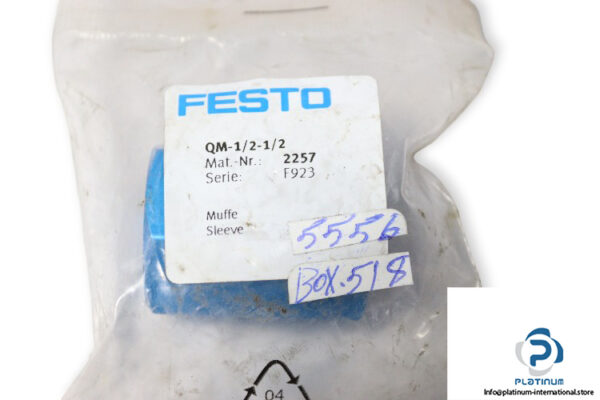 FESTO
QM-1/2-1/2
Mat.-Nr.: 2257
Serie: F923
Muffe
Sleeve
5556
BOX.518
04
PLATINUM
Info@platinum-international.store